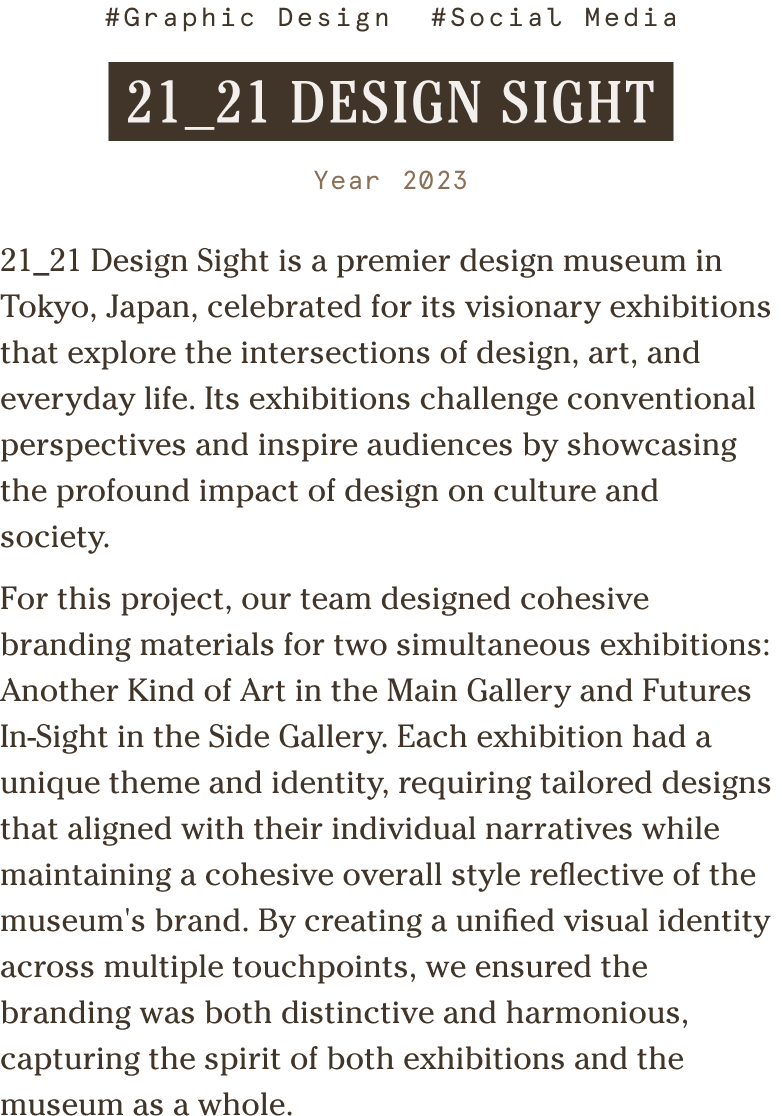 #Graphic Design #Social Media
21_21 DESIGN SIGHT
Year 2023
21_21 Design Sight is a premier design museum in
Tokyo, Japan, celebrated for its visionary exhibitions
that explore the intersections of design, art, and
everyday life. Its exhibitions challenge conventional
perspectives and inspire audiences by showcasing
the profound impact of design on culture and
society.
For this project, our team designed cohesive
branding materials for two simultaneous exhibitions:
Another Kind of Art in the Main Gallery and Futures
In-Sight in the Side Gallery. Each exhibition had a
unique theme and identity, requiring tailored designs
that aligned with their individual narratives while
maintaining a cohesive overall style reflective of the
museum's brand. By creating a unified visual identity
across multiple touchpoints, we ensured the
branding was both distinctive and harmonious,
capturing the spirit of both exhibitions and the
museum as a whole.